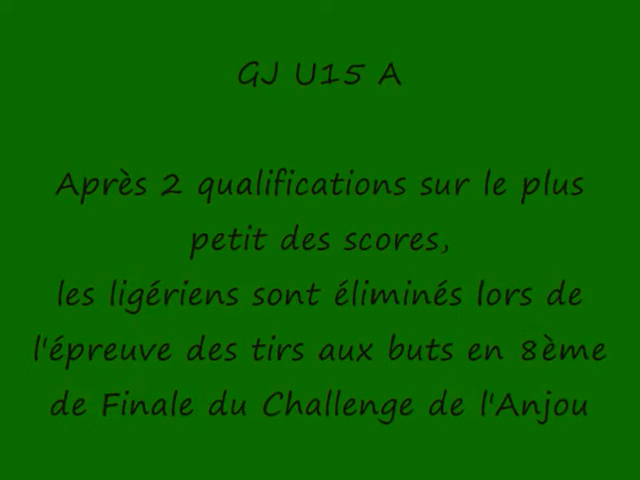 GJ U15 A
Après 2 qualifications sur le plus
petit des scores,
les ligériens sont éliminés lors de
l'épreuve des tirs aux buts en 8ème
de Finale du Challenge de l'Anjou